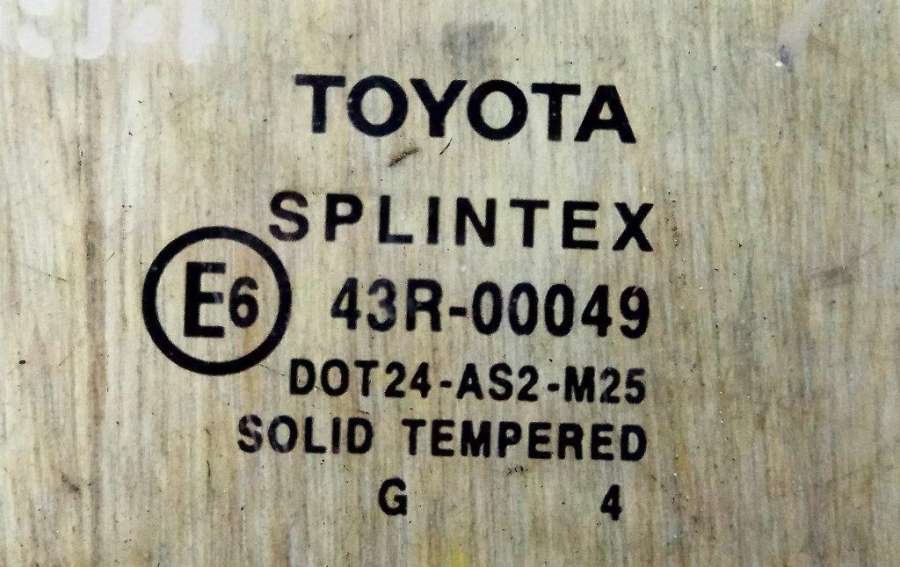 TOYOTA
SPLINTEX
E6 43R-00049
DOT24-AS2-M25
SOLID TEMPERED
G 4